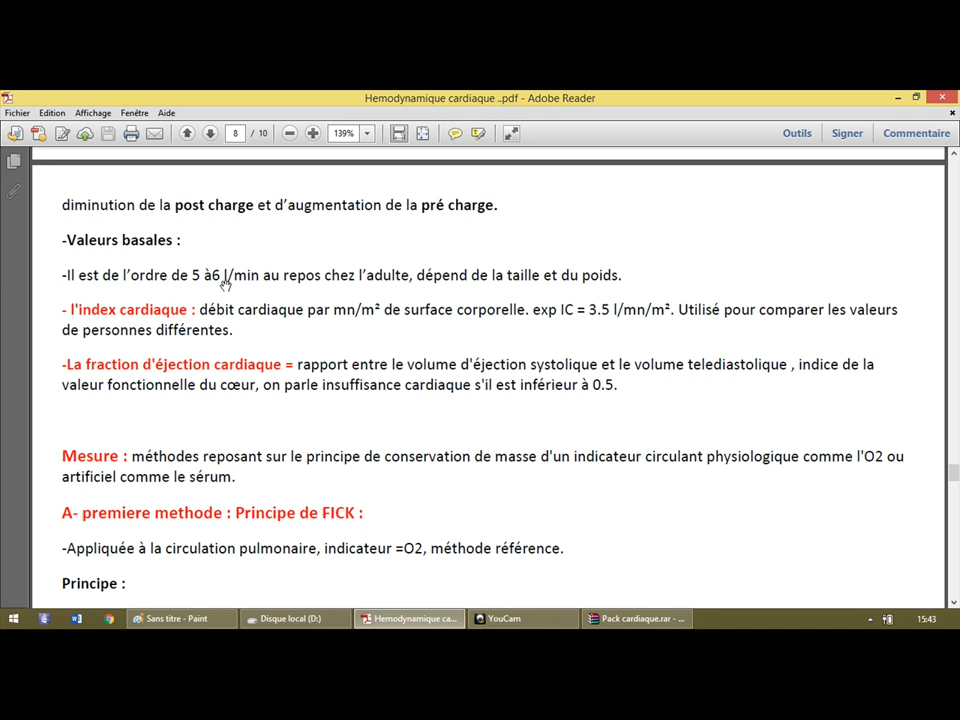 Hemodynamique cardiaque ..pdf - Adobe Reader
Fichier Edition Affichage Fenêtre Aide
8 / 10 139% Outils Signer Commentaire
diminution de la post charge et d’augmentation de la pré charge.
-Valeurs basales :
-Il est de l’ordre de 5 à6 l/min au repos chez l’adulte, dépend de la taille et du poids.
- l'index cardiaque : débit cardiaque par mn/m² de surface corporelle. exp IC = 3.5 l/mn/m². Utilisé pour comparer les valeurs
de personnes différentes.
-La fraction d'éjection cardiaque = rapport entre le volume d'éjection systolique et le volume telediastolique , indice de la
valeur fonctionnelle du cœur, on parle insuffisance cardiaque s'il est inférieur à 0.5.
Mesure : méthodes reposant sur le principe de conservation de masse d'un indicateur circulant physiologique comme l'O2 ou
artificiel comme le sérum.
A- premiere methode : Principe de FICK :
-Appliquée à la circulation pulmonaire, indicateur =O2, méthode référence.
Principe :
Sans titre - Paint Disque local (D:) Hemodynamique ca... YouCam Pack cardiaque.rar - ... 15:43